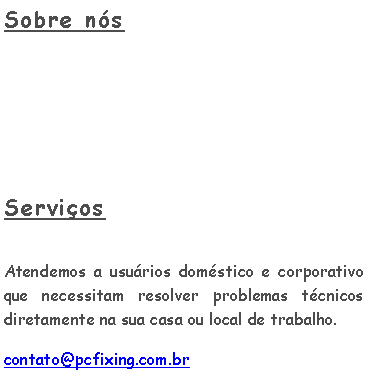 Sobre nós
Serviços
Atendemos a usuários doméstico e corporativo
que necessitam resolver problemas técnicos
diretamente na sua casa ou local de trabalho.
contato@pcfixing.com.br